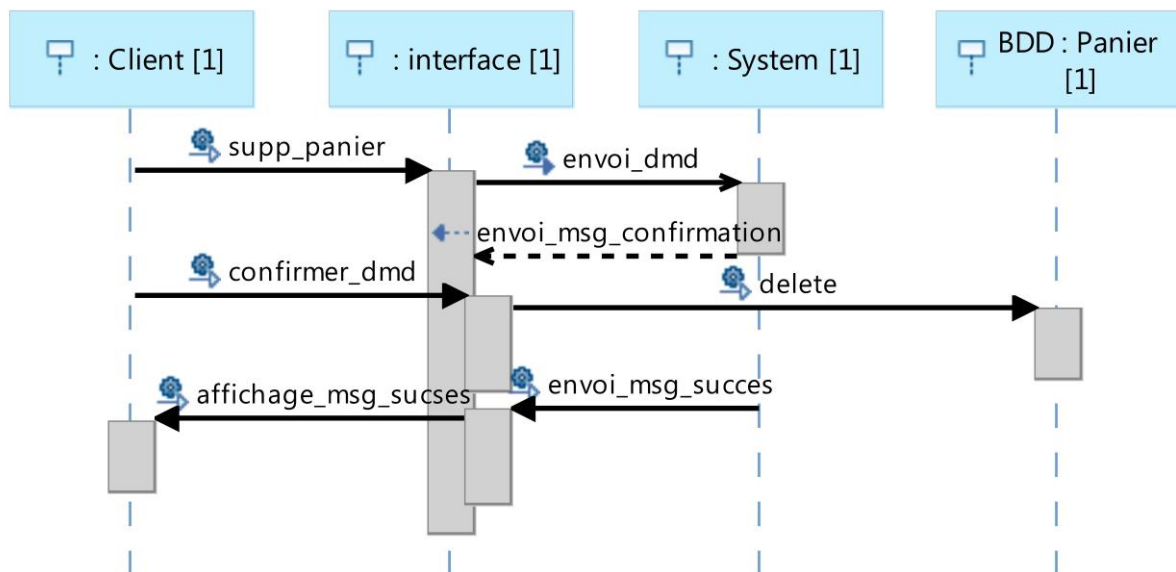 : Client [1]
: interface [1]
: System [1]
BDD : Panier
[1]
supp_panier
envoi_dmd
envoi_msg_confirmation
confirmer_dmd
delete
envoi_msg_succes
affichage_msg_sucses